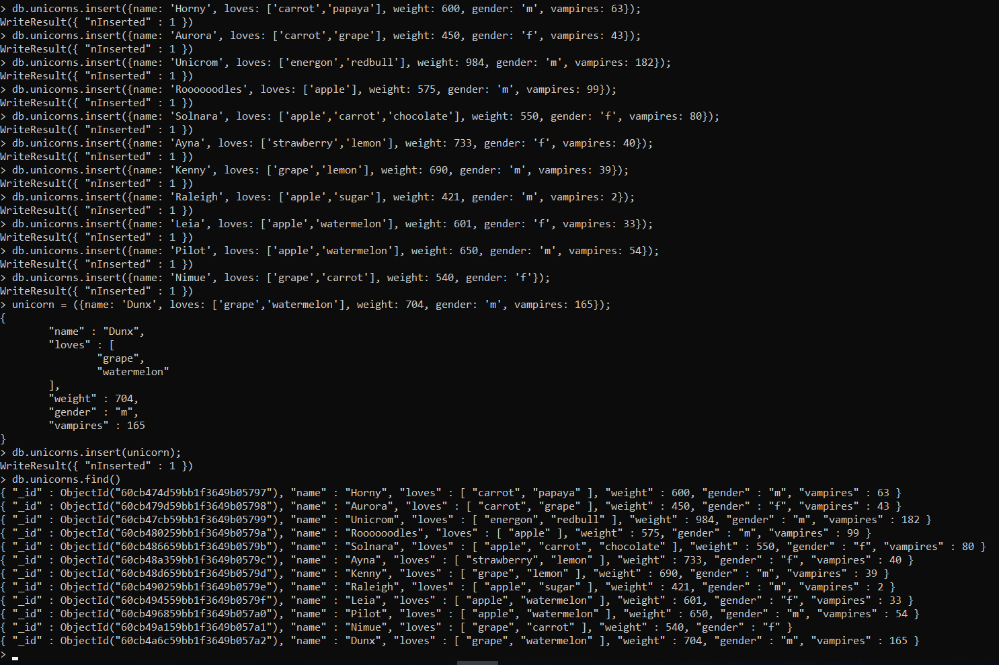 > db.unicorns.insert({name: 'Horny', loves: ['carrot','papaya'], weight: 600, gender: 'm', vampires: 63});
WriteResult({ "nInserted" : 1 })
> db.unicorns.insert({name: 'Aurora', loves: ['carrot','grape'], weight: 450, gender: 'f', vampires: 43});
WriteResult({ "nInserted" : 1 })
> db.unicorns.insert({name: 'Unicrom', loves: ['energon','redbull'], weight: 984, gender: 'm', vampires: 182});
WriteResult({ "nInserted" : 1 })
> db.unicorns.insert({name: 'Roooooodles', loves: ['apple'], weight: 575, gender: 'm', vampires: 99});
WriteResult({ "nInserted" : 1 })
> db.unicorns.insert({name: 'Solnara', loves: ['apple','carrot','chocolate'], weight: 550, gender: 'f', vampires: 80});
WriteResult({ "nInserted" : 1 })
> db.unicorns.insert({name: 'Ayna', loves: ['strawberry','lemon'], weight: 733, gender: 'f', vampires: 40});
WriteResult({ "nInserted" : 1 })
> db.unicorns.insert({name: 'Kenny', loves: ['grape','lemon'], weight: 690, gender: 'm', vampires: 39});
WriteResult({ "nInserted" : 1 })
> db.unicorns.insert({name: 'Raleigh', loves: ['apple','sugar'], weight: 421, gender: 'm', vampires: 2});
WriteResult({ "nInserted" : 1 })
> db.unicorns.insert({name: 'Leia', loves: ['apple','watermelon'], weight: 601, gender: 'f', vampires: 33});
WriteResult({ "nInserted" : 1 })
> db.unicorns.insert({name: 'Pilot', loves: ['apple','watermelon'], weight: 650, gender: 'm', vampires: 54});
WriteResult({ "nInserted" : 1 })
> db.unicorns.insert({name: 'Nimue', loves: ['grape','carrot'], weight: 540, gender: 'f'});
WriteResult({ "nInserted" : 1 })
> unicorn = ({name: 'Dunx', loves: ['grape','watermelon'], weight: 704, gender: 'm', vampires: 165});
{
        "name" : "Dunx",
        "loves" : [
                "grape",
                "watermelon"
        ],
        "weight" : 704,
        "gender" : "m",
        "vampires" : 165
}
> db.unicorns.insert(unicorn);
WriteResult({ "nInserted" : 1 })
> db.unicorns.find()
{ "_id" : ObjectId("60cb474d59bb1f3649b05797"), "name" : "Horny", "loves" : [ "carrot", "papaya" ], "weight" : 600, "gender" : "m", "vampires" : 63 }
{ "_id" : ObjectId("60cb479d59bb1f3649b05798"), "name" : "Aurora", "loves" : [ "carrot", "grape" ], "weight" : 450, "gender" : "f", "vampires" : 43 }
{ "_id" : ObjectId("60cb47cb59bb1f3649b05799"), "name" : "Unicrom", "loves" : [ "energon", "redbull" ], "weight" : 984, "gender" : "m", "vampires" : 182 }
{ "_id" : ObjectId("60cb480259bb1f3649b0579a"), "name" : "Roooooodles", "loves" : [ "apple" ], "weight" : 575, "gender" : "m", "vampires" : 99 }
{ "_id" : ObjectId("60cb486659bb1f3649b0579b"), "name" : "Solnara", "loves" : [ "apple", "carrot", "chocolate" ], "weight" : 550, "gender" : "f", "vampires" : 80 }
{ "_id" : ObjectId("60cb48a359bb1f3649b0579c"), "name" : "Ayna", "loves" : [ "strawberry", "lemon" ], "weight" : 733, "gender" : "f", "vampires" : 40 }
{ "_id" : ObjectId("60cb48d659bb1f3649b0579d"), "name" : "Kenny", "loves" : [ "grape", "lemon" ], "weight" : 690, "gender" : "m", "vampires" : 39 }
{ "_id" : ObjectId("60cb490259bb1f3649b0579e"), "name" : "Raleigh", "loves" : [ "apple", "sugar" ], "weight" : 421, "gender" : "m", "vampires" : 2 }
{ "_id" : ObjectId("60cb494559bb1f3649b0579f"), "name" : "Leia", "loves" : [ "apple", "watermelon" ], "weight" : 601, "gender" : "f", "vampires" : 33 }
{ "_id" : ObjectId("60cb496859bb1f3649b057a0"), "name" : "Pilot", "loves" : [ "apple", "watermelon" ], "weight" : 650, "gender" : "m", "vampires" : 54 }
{ "_id" : ObjectId("60cb49a159bb1f3649b057a1"), "name" : "Nimue", "loves" : [ "grape", "carrot" ], "weight" : 540, "gender" : "f" }
{ "_id" : ObjectId("60cb4a6c59bb1f3649b057a2"), "name" : "Dunx", "loves" : [ "grape", "watermelon" ], "weight" : 704, "gender" : "m", "vampires" : 165 }
>